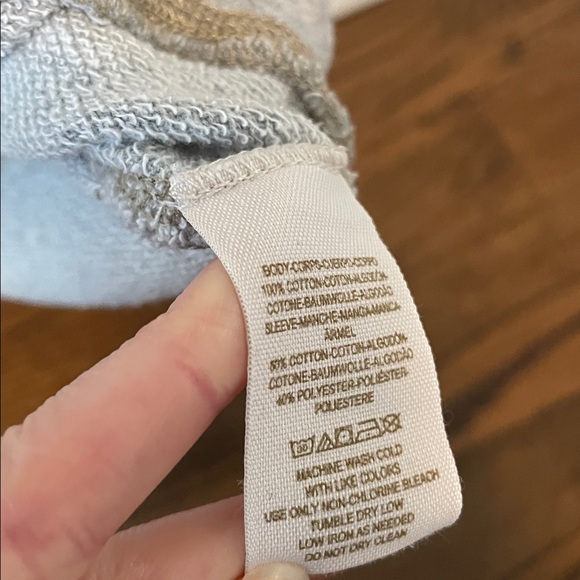 BODY-CORPS-CUERPO-CORPO
100% COTTON-COTON-ALGODÓN-
COTONE-BAUMWOLLE-ALGODÃO
SLEEVE-MANCHE-MANGA-MANICA-
ÄRMEL
COTTON-COTON-ALGODÓN-
COTONE-BAUMWOLLE-ALGODÃO
40% POLYESTER-POLIÉSTER-
POLIESTERE
MACHINE WASH COLD
WITH LIKE COLORS
USE ONLY NON-CHLORINE BLEACH
TUMBLE DRY LOW
LOW IRON AS NEEDED
DO NOT DRY CLEAN